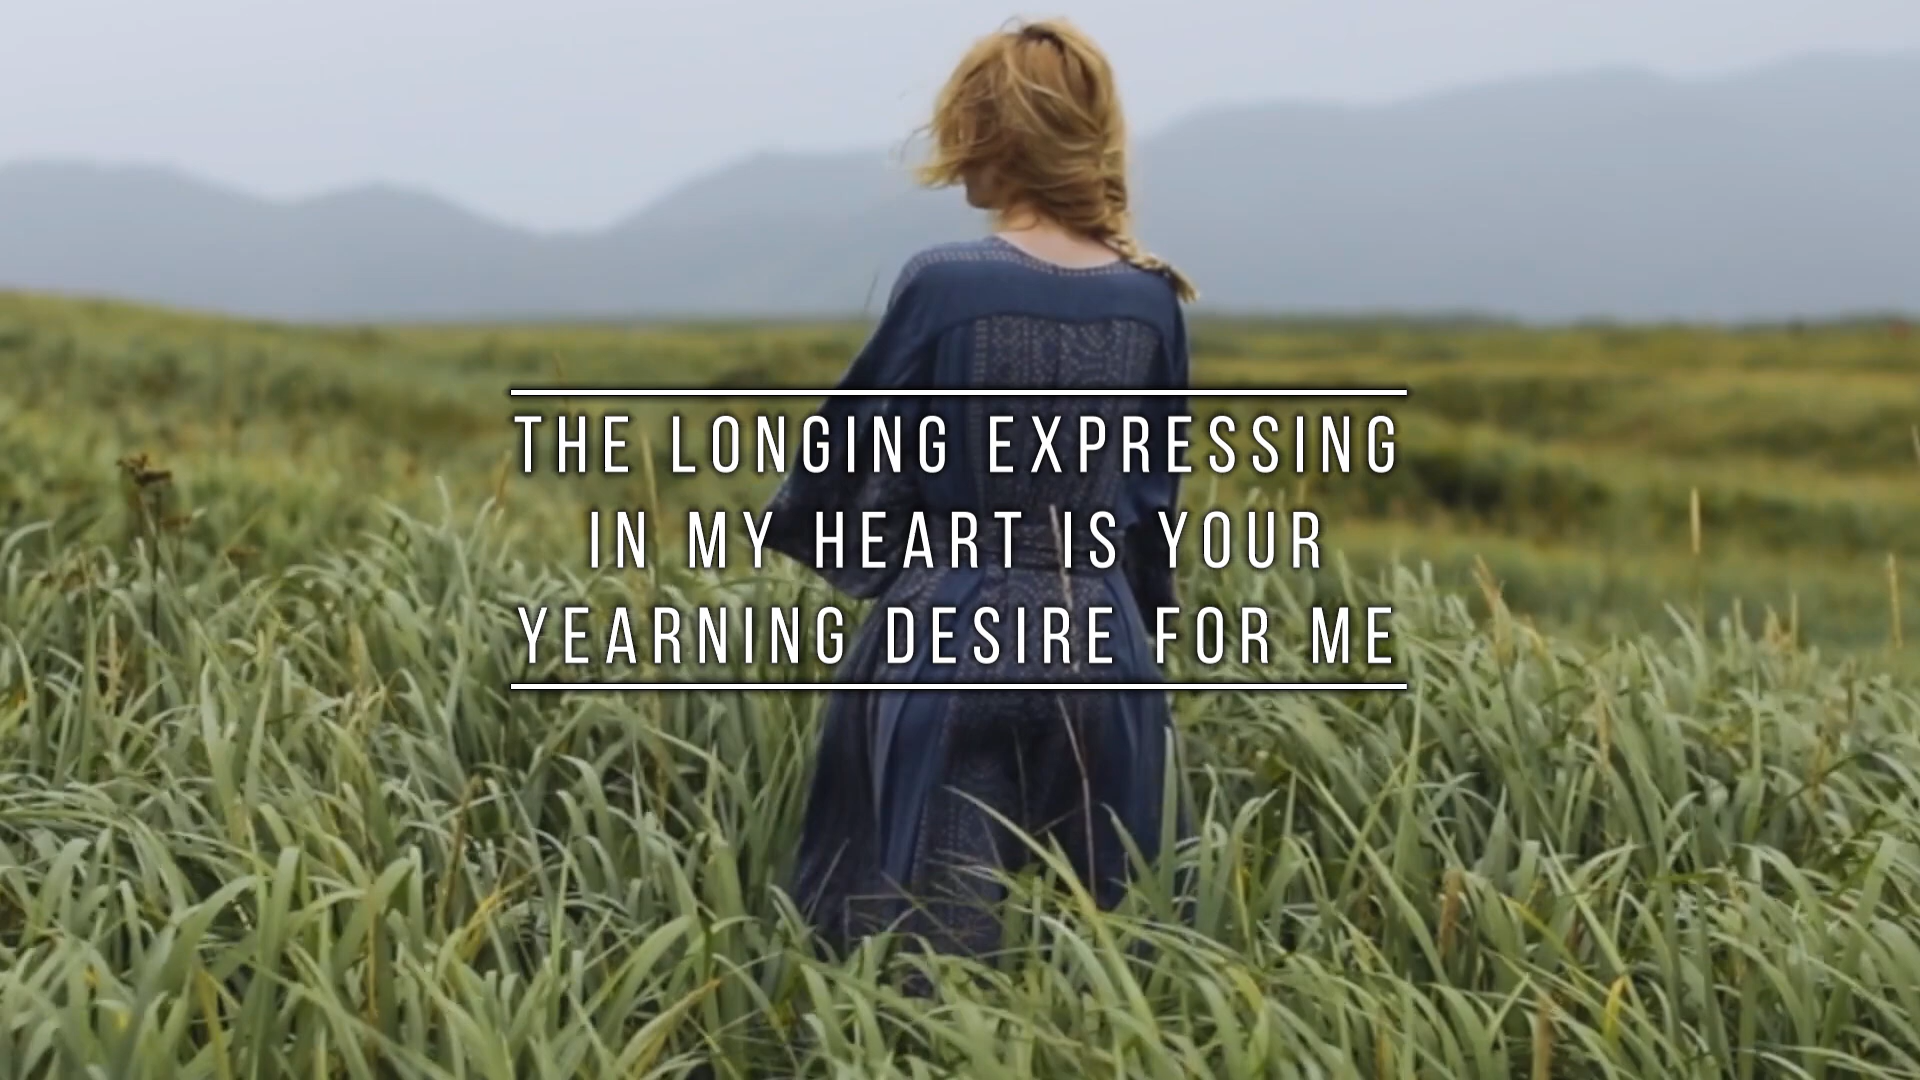 THE LONGING EXPRESSING
IN MY HEART IS YOUR
YEARNING DESIRE FOR ME